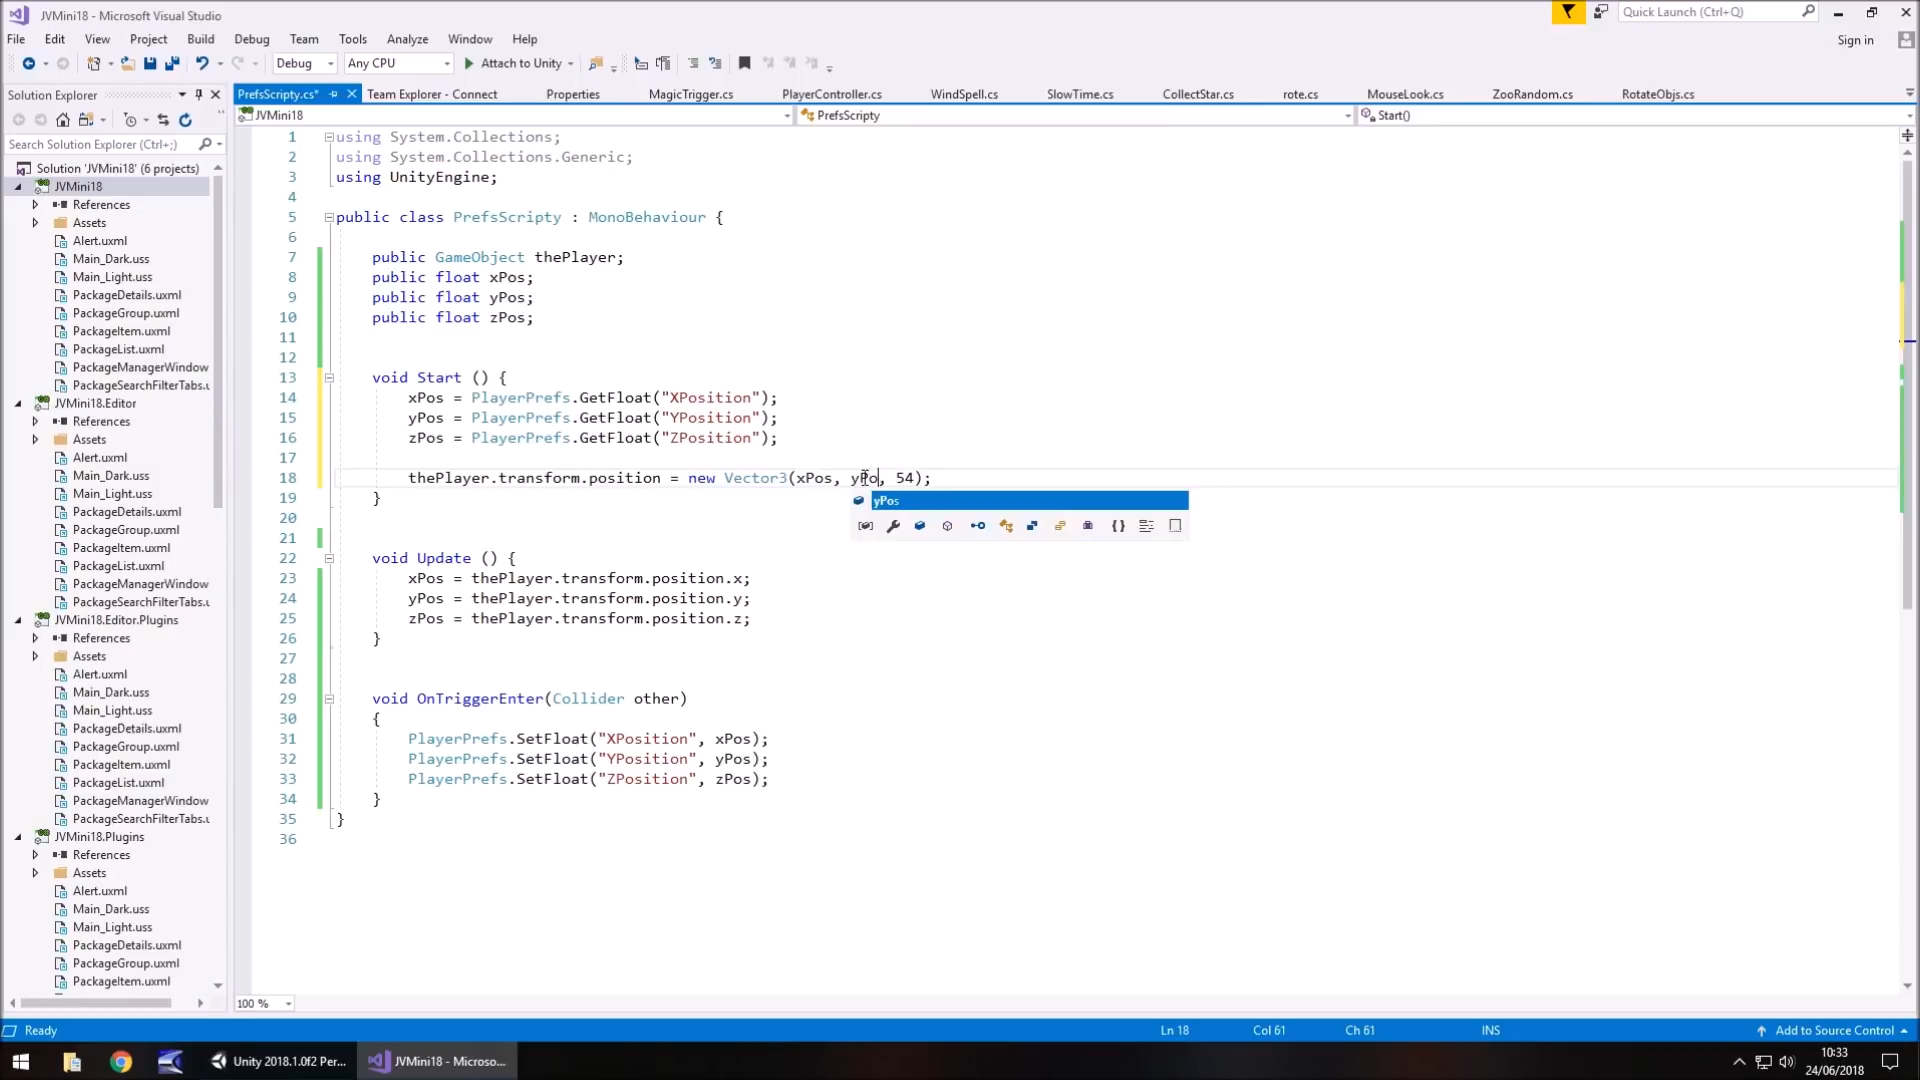 JVMini18 - Microsoft Visual Studio
Quick Launch (Ctrl+Q)
File Edit View Project Build Debug Team Tools Analyze Window Help
Sign in
Debug Any CPU Attach to Unity
Solution Explorer
PrefsScripty.cs* Team Explorer - Connect Properties MagicTrigger.cs PlayerController.cs WindSpell.cs SlowTime.cs CollectStar.cs rote.cs MouseLook.cs ZooRandom.cs RotateObjs.cs
JVMini18 PrefsScripty Start()
Search Solution Explorer (Ctrl+;)
Solution 'JVMini18' (6 projects)
JVMini18
References
Assets
Alert.uxml
Main_Dark.uss
Main_Light.uss
PackageDetails.uxml
PackageGroup.uxml
PackageItem.uxml
PackageList.uxml
PackageManagerWindow
PackageSearchFilterTabs.u
JVMini18.Editor
References
Assets
Alert.uxml
Main_Dark.uss
Main_Light.uss
PackageDetails.uxml
PackageGroup.uxml
PackageItem.uxml
PackageList.uxml
PackageManagerWindow
PackageSearchFilterTabs.u
JVMini18.Editor.Plugins
References
Assets
Alert.uxml
Main_Dark.uss
Main_Light.uss
PackageDetails.uxml
PackageGroup.uxml
PackageItem.uxml
PackageList.uxml
PackageManagerWindow
PackageSearchFilterTabs.u
JVMini18.Plugins
References
Assets
Alert.uxml
Main_Dark.uss
Main_Light.uss
PackageDetails.uxml
PackageGroup.uxml
PackageItem.uxml
1 using System.Collections;
2 using System.Collections.Generic;
3 using UnityEngine;
4
5 public class PrefsScripty : MonoBehaviour {
6
7 public GameObject thePlayer;
8 public float xPos;
9 public float yPos;
10 public float zPos;
11
12
13 void Start () {
14 xPos = PlayerPrefs.GetFloat("XPosition");
15 yPos = PlayerPrefs.GetFloat("YPosition");
16 zPos = PlayerPrefs.GetFloat("ZPosition");
17
18 thePlayer.transform.position = new Vector3(xPos, yPo, 54);
19 }
yPos
20
21
22 void Update () {
23 xPos = thePlayer.transform.position.x;
24 yPos = thePlayer.transform.position.y;
25 zPos = thePlayer.transform.position.z;
26 }
27
28
29 void OnTriggerEnter(Collider other)
30 {
31 PlayerPrefs.SetFloat("XPosition", xPos);
32 PlayerPrefs.SetFloat("YPosition", yPos);
33 PlayerPrefs.SetFloat("ZPosition", zPos);
34 }
35 }
36
100 %
Ready Ln 18 Col 61 Ch 61 INS Add to Source Control
Unity 2018.1.0f2 Per... JVMini18 - Microso...
10:33
24/06/2018